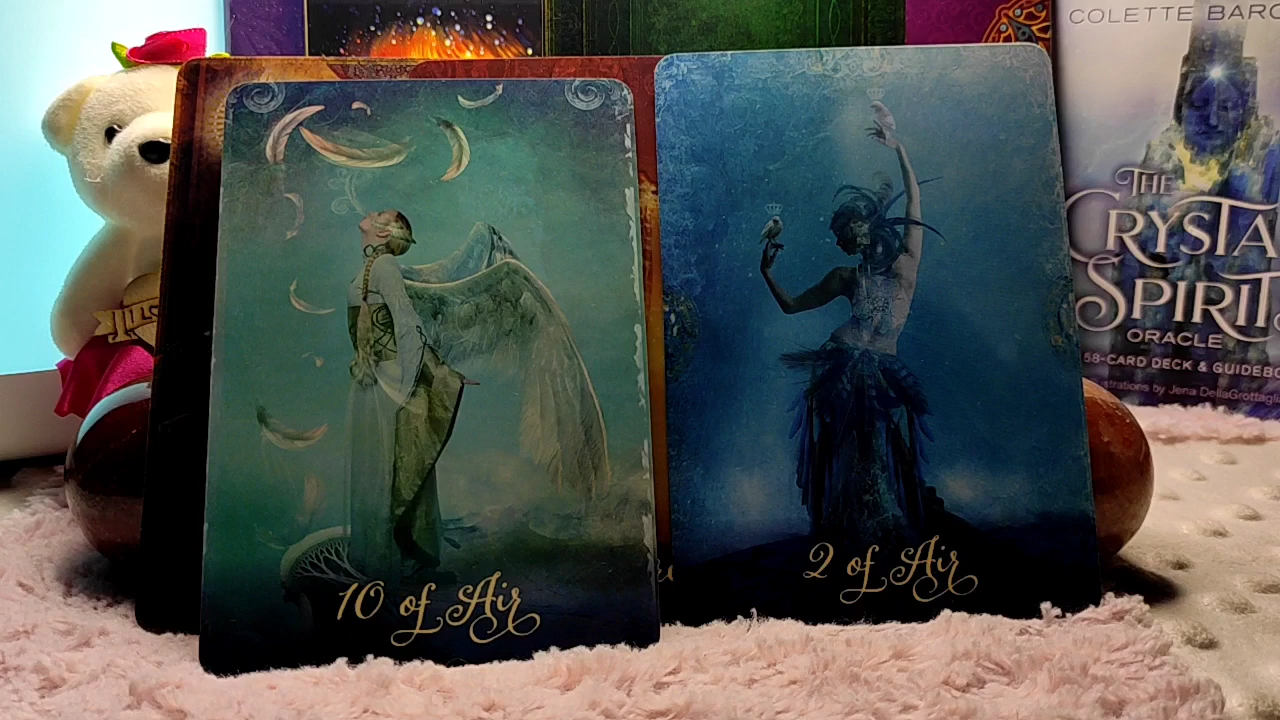 COLETTE BARO
THE
CRYSTA
SPIRIT
ORACLE
58-CARD DECK & GUIDEBO
strations by Jena DellaGrottagli
10 of Air
2 of Air